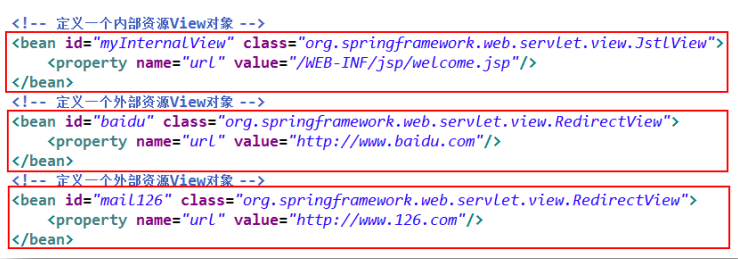 <!-- 定义一个内部资源View对象 -->
<bean id="myInternalView" class="org.springframework.web.servlet.view.JstlView">
<property name="url" value="/WEB-INF/jsp/welcome.jsp"/>
</bean>
<!-- 定义一个外部资源View对象 -->
<bean id="baidu" class="org.springframework.web.servlet.view.RedirectView">
<property name="url" value="http://www.baidu.com"/>
</bean>
<!-- 定义一个外部资源View对象 -->
<bean id="mail126" class="org.springframework.web.servlet.view.RedirectView">
<property name="url" value="http://www.126.com"/>
</bean>